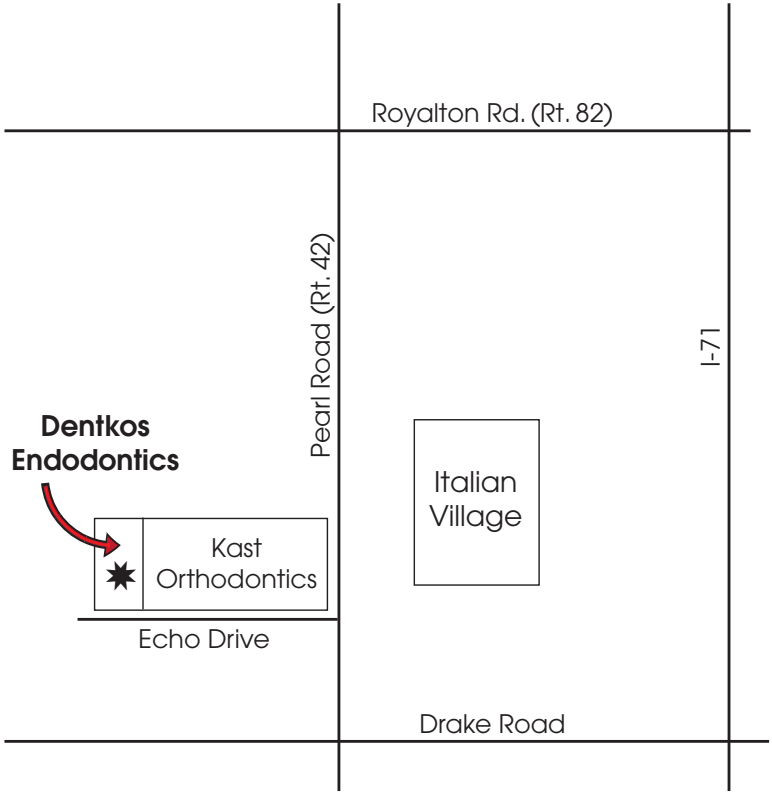 Royalton Rd. (Rt. 82)
Pearl Road (Rt. 42)
I-71
Dentkos
Endodontics
Italian
Village
Kast
Orthodontics
Echo Drive
Drake Road